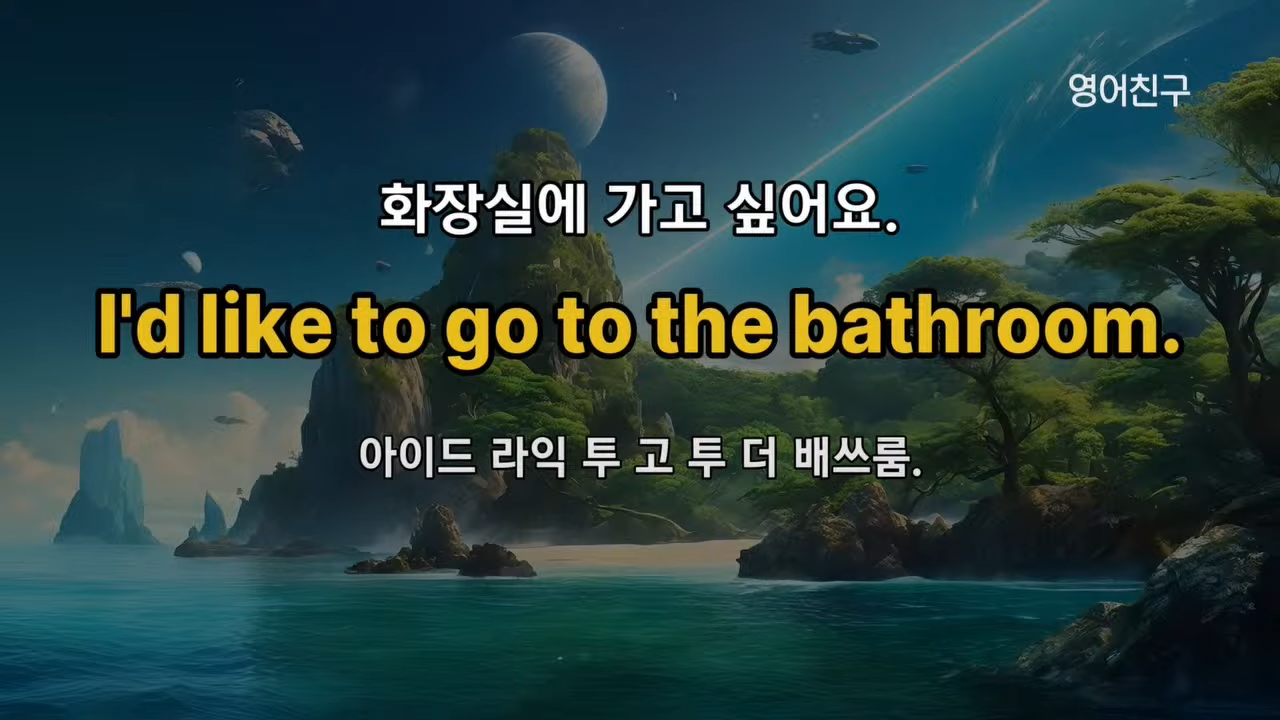 영어친구
화장실에 가고 싶어요.
I'd like to go to the bathroom.
아이드 라익 투 고 투 더 배쓰룸.